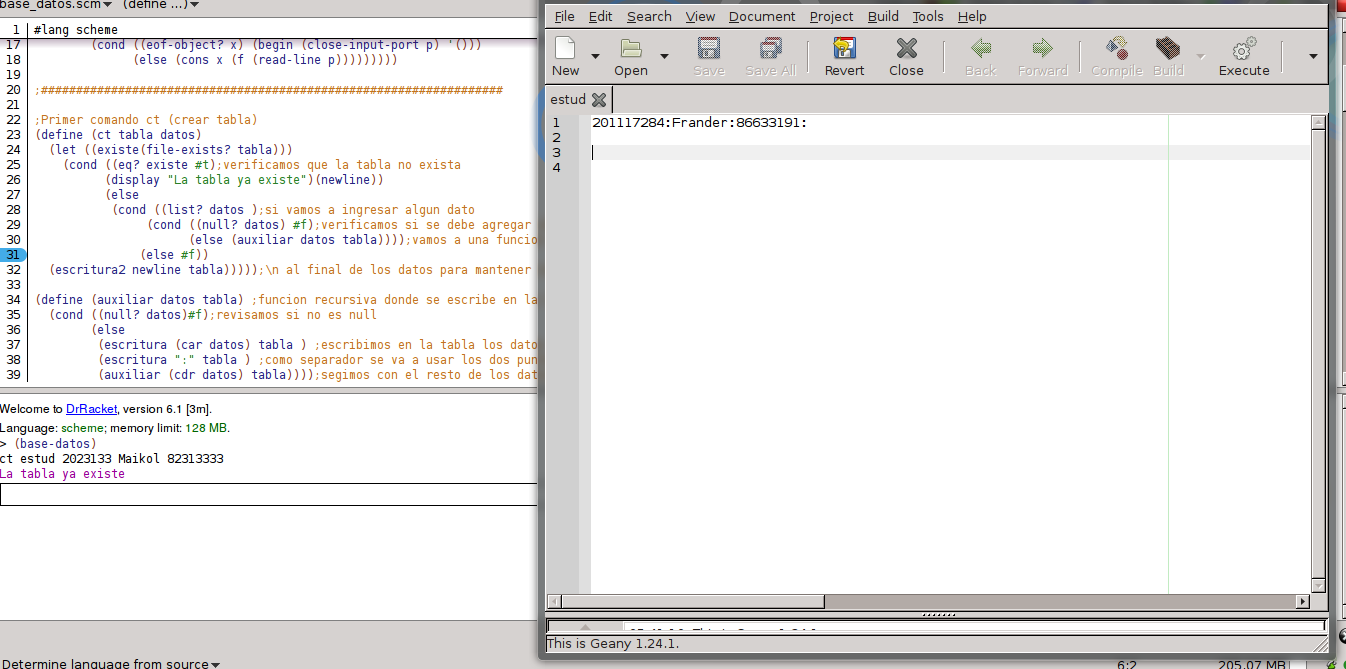 base_datos.scm (define ...)
1 #lang scheme
17 (cond ((eof-object? x) (begin (close-input-port p) '()))
18 (else (cons x (f (read-line p)))))))))
19
20 ;##################################################################
21
22 ;Primer comando ct (crear tabla)
23 (define (ct tabla datos)
24 (let ((existe(file-exists? tabla)))
25 (cond ((eq? existe #t);verificamos que la tabla no exista
26 (display "La tabla ya existe")(newline))
27 (else
28 (cond ((list? datos );si vamos a ingresar algun dato
29 (cond ((null? datos) #f);verificamos si se debe agregar
30 (else (auxiliar datos tabla))));vamos a una funcio
31 (else #f))
32 (escritura2 newline tabla)))));\n al final de los datos para mantener
33
34 (define (auxiliar datos tabla) ;funcion recursiva donde se escribe en la
35 (cond ((null? datos)#f);revisamos si no es null
36 (else
37 (escritura (car datos) tabla ) ;escribimos en la tabla los dato
38 (escritura ":" tabla ) ;como separador se va a usar los dos pun
39 (auxiliar (cdr datos) tabla))));segimos con el resto de los dat
Welcome to DrRacket, version 6.1 [3m].
Language: scheme; memory limit: 128 MB.
> (base-datos)
ct estud 2023133 Maikol 82313333
La tabla ya existe
Determine language from source
6:2
205.07 MB
File Edit Search View Document Project Build Tools Help
New Open Save Save All Revert Close Back Forward Compile Build Execute
estud
1 201117284:Frander:86633191:
2
3
4
This is Geany 1.24.1.